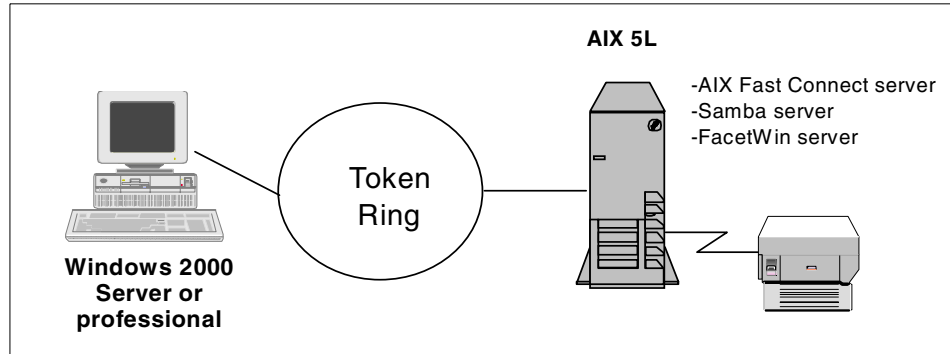 AIX 5L
-AIX Fast Connect server
-Samba server
-FacetWin server
Token
Ring
Windows 2000
Server or
professional